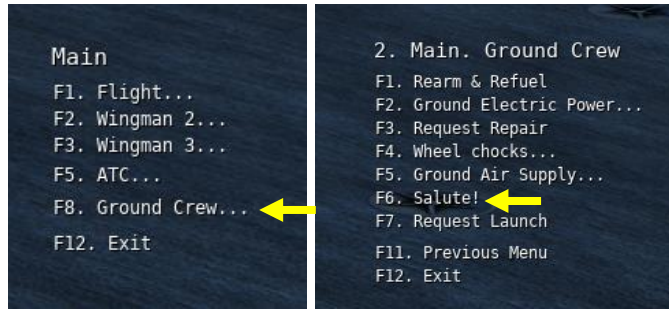 Main
F1. Flight...
F2. Wingman 2...
F3. Wingman 3...
F5. ATC...
F8. Ground Crew...
F12. Exit
2. Main. Ground Crew
F1. Rearm & Refuel
F2. Ground Electric Power...
F3. Request Repair
F4. Wheel chocks...
F5. Ground Air Supply...
F6. Salute!
F7. Request Launch
F11. Previous Menu
F12. Exit